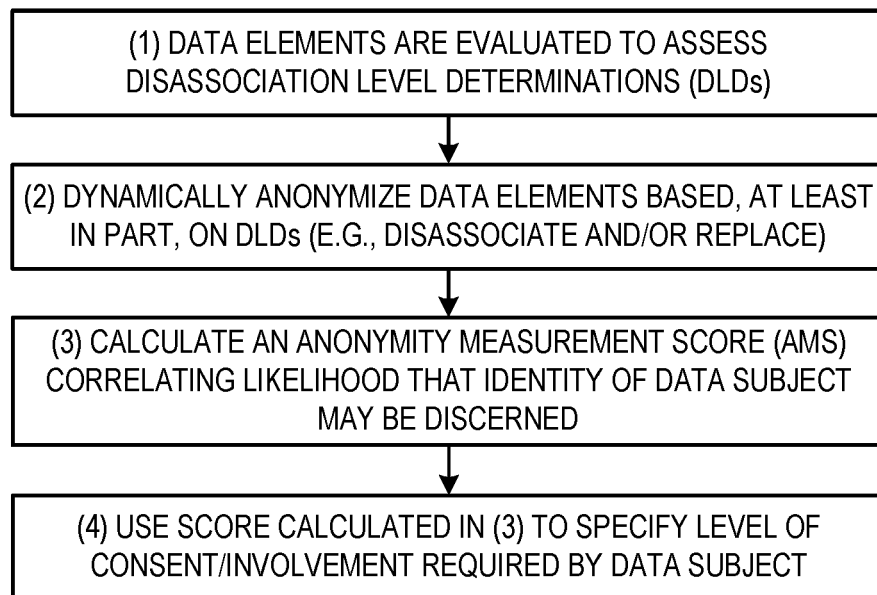 (1) DATA ELEMENTS ARE EVALUATED TO ASSESS
DISASSOCIATION LEVEL DETERMINATIONS (DLDs)
(2) DYNAMICALLY ANONYMIZE DATA ELEMENTS BASED, AT LEAST
IN PART, ON DLDs (E.G., DISASSOCIATE AND/OR REPLACE)
(3) CALCULATE AN ANONYMITY MEASUREMENT SCORE (AMS)
CORRELATING LIKELIHOOD THAT IDENTITY OF DATA SUBJECT
MAY BE DISCERNED
(4) USE SCORE CALCULATED IN (3) TO SPECIFY LEVEL OF
CONSENT/INVOLVEMENT REQUIRED BY DATA SUBJECT